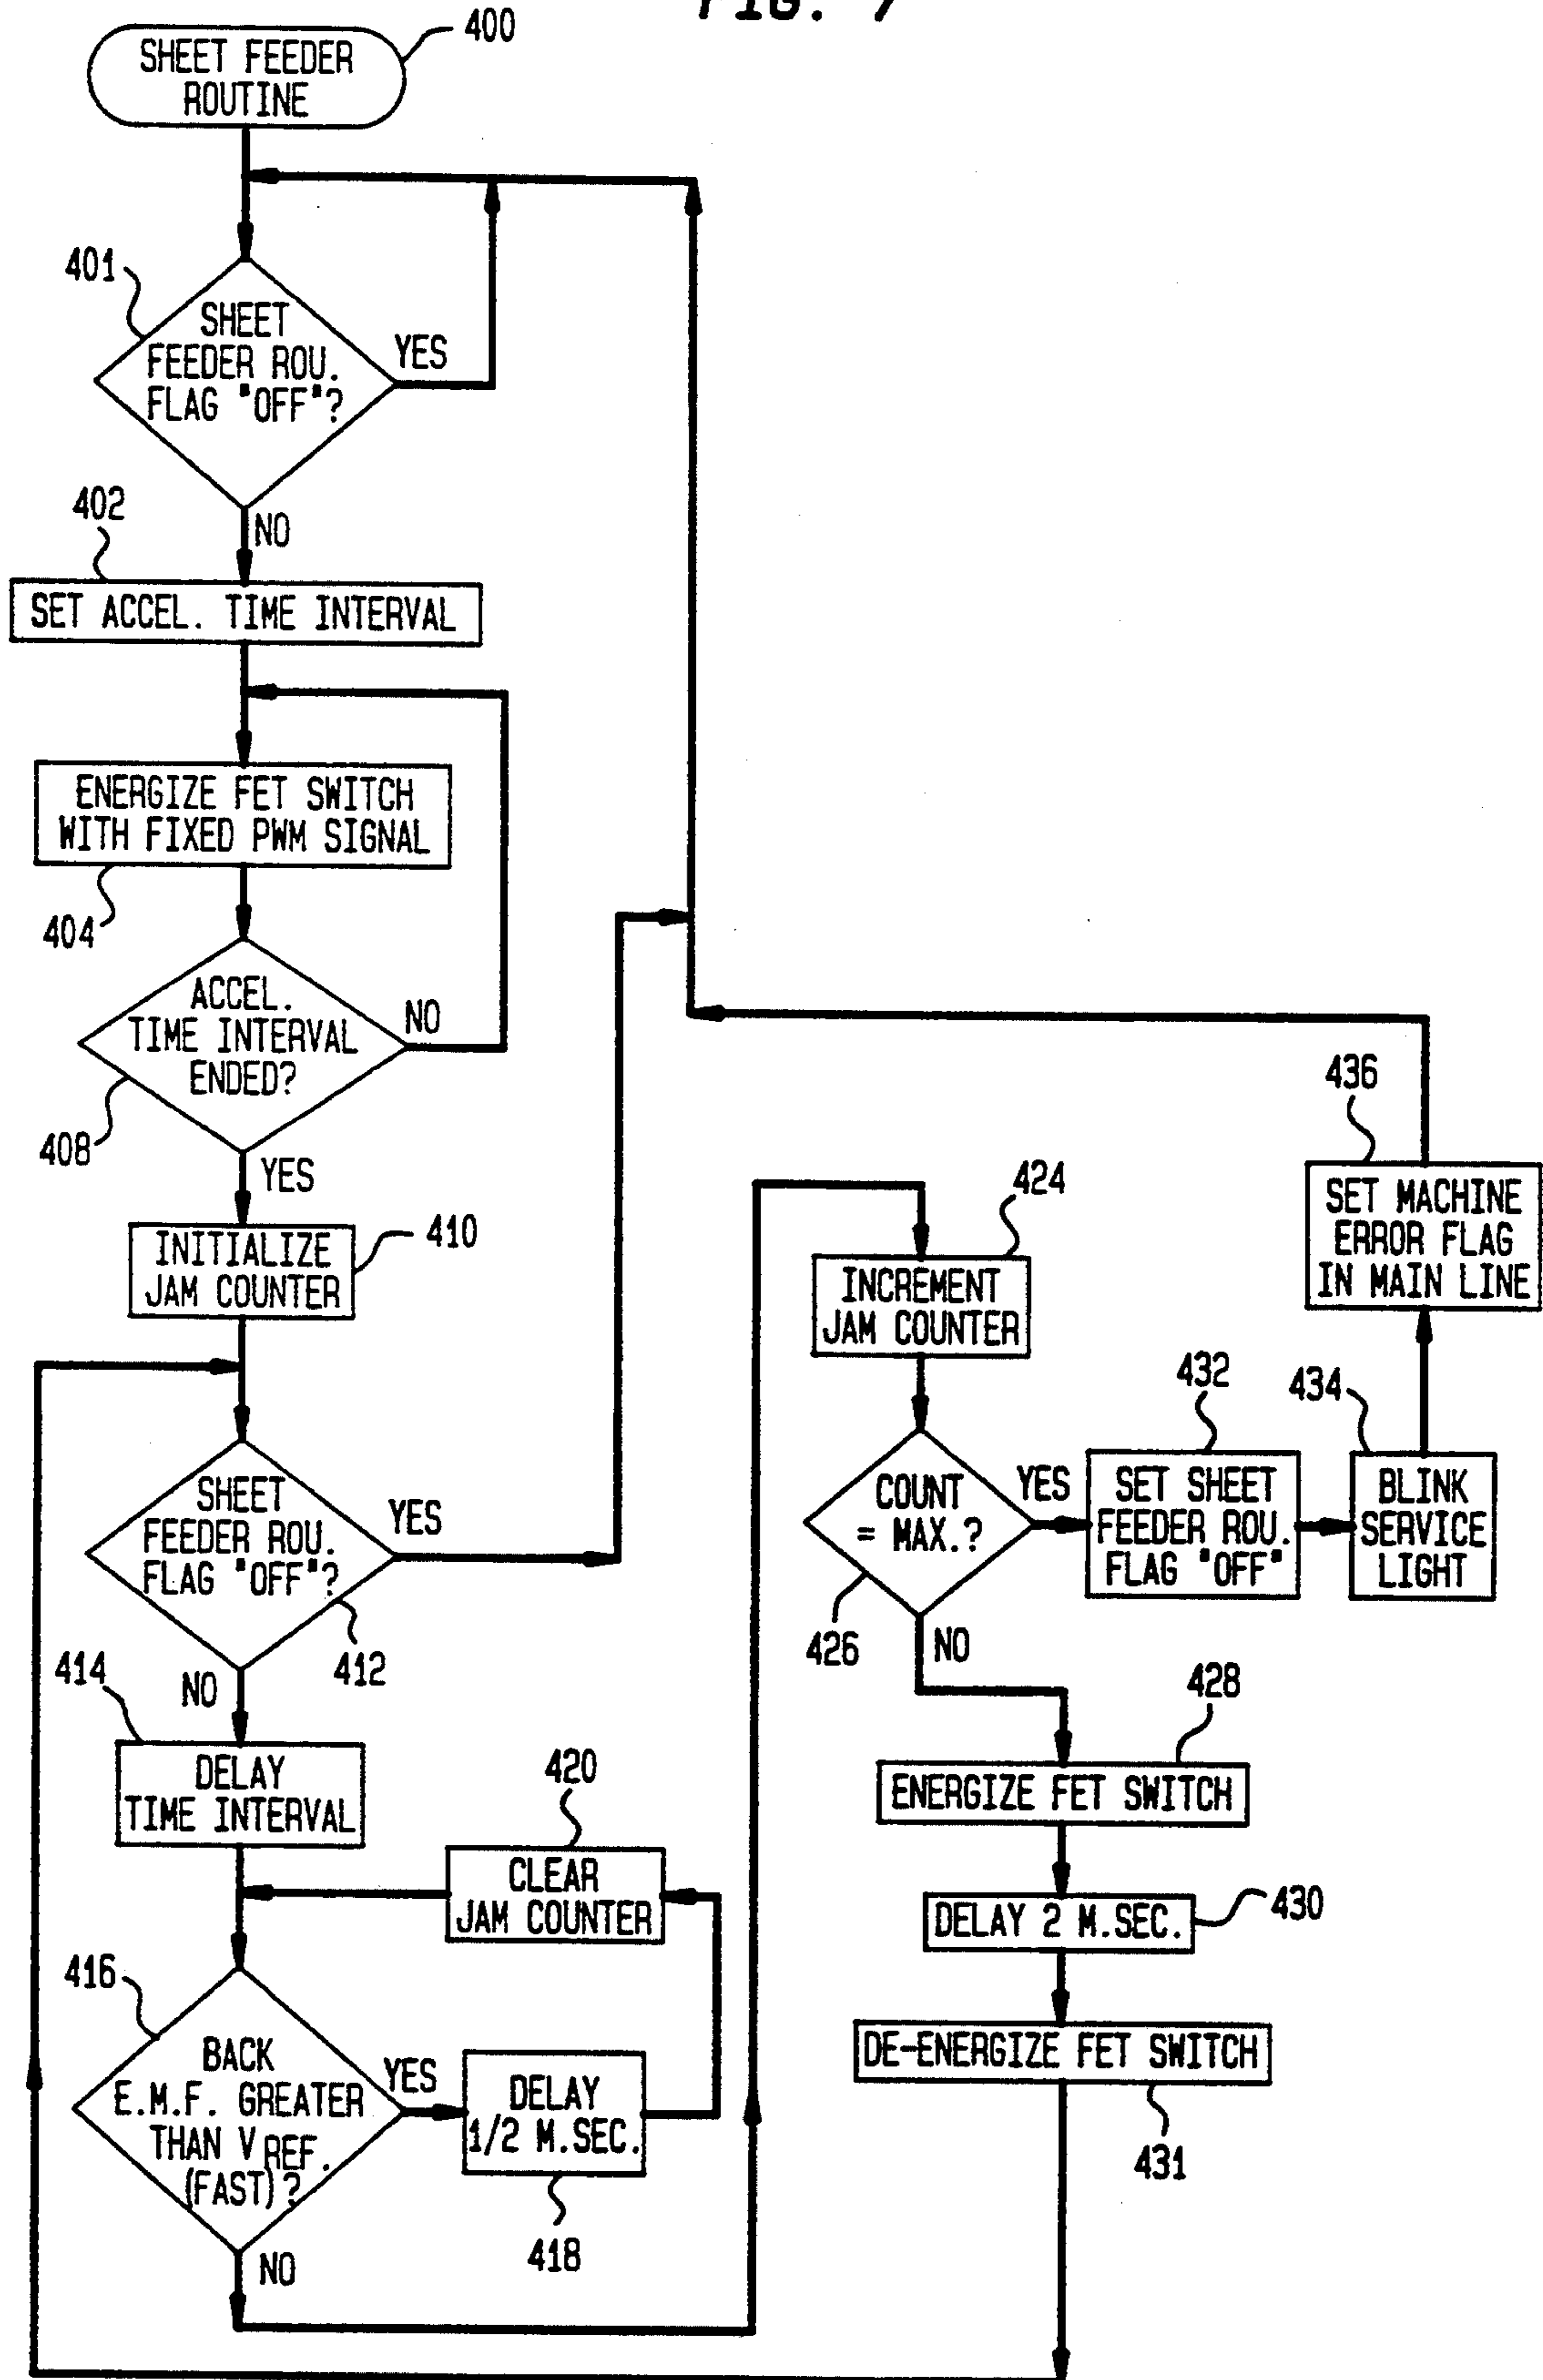 FIG. 7
400
SHEET FEEDER
ROUTINE
401
SHEET
FEEDER ROU.
FLAG "OFF"?
YES
NO
402
SET ACCEL. TIME INTERVAL
ENERGIZE FET SWITCH
WITH FIXED PWM SIGNAL
404
ACCEL.
TIME INTERVAL
ENDED?
NO
408
YES
INITIALIZE
JAM COUNTER
410
SHEET
FEEDER ROU.
FLAG "OFF"?
YES
412
NO
414
DELAY
TIME INTERVAL
420
CLEAR
JAM COUNTER
416
BACK
E.M.F. GREATER
THAN VREF.
(FAST)?
YES
DELAY
1/2 M.SEC.
418
NO
424
INCREMENT
JAM COUNTER
COUNT
= MAX.?
YES
426
NO
432
SET SHEET
FEEDER ROU.
FLAG "OFF"
434
BLINK
SERVICE
LIGHT
436
SET MACHINE
ERROR FLAG
IN MAIN LINE
428
ENERGIZE FET SWITCH
DELAY 2 M.SEC.
430
DE-ENERGIZE FET SWITCH
431